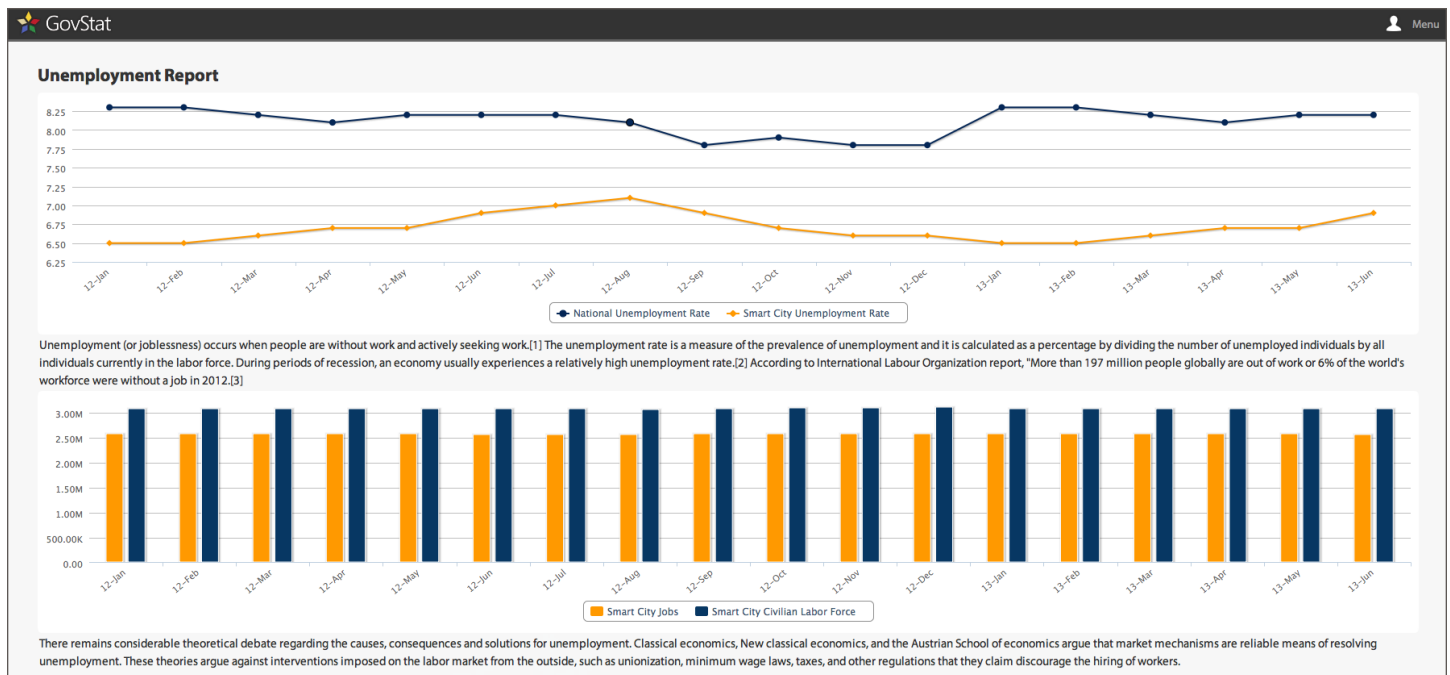 GovStat
Menu
Unemployment Report
8.25
8.00
7.75
7.50
7.25
7.00
6.75
6.50
6.25
12-Jan 12-Feb 12-Mar 12-Apr 12-May 12-Jun 12-Jul 12-Aug 12-Sep 12-Oct 12-Nov 12-Dec 13-Jan 13-Feb 13-Mar 13-Apr 13-May 13-Jun
National Unemployment Rate Smart City Unemployment Rate
Unemployment (or joblessness) occurs when people are without work and actively seeking work.[1] The unemployment rate is a measure of the prevalence of unemployment and it is calculated as a percentage by dividing the number of unemployed individuals by all
individuals currently in the labor force. During periods of recession, an economy usually experiences a relatively high unemployment rate.[2] According to International Labour Organization report, "More than 197 million people globally are out of work or 6% of the world's
workforce were without a job in 2012.[3]
3.00M
2.50M
2.00M
1.50M
1.00M
500.00K
0.00
12-Jan 12-Feb 12-Mar 12-Apr 12-May 12-Jun 12-Jul 12-Aug 12-Sep 12-Oct 12-Nov 12-Dec 13-Jan 13-Feb 13-Mar 13-Apr 13-May 13-Jun
Smart City Jobs Smart City Civilian Labor Force
There remains considerable theoretical debate regarding the causes, consequences and solutions for unemployment. Classical economics, New classical economics, and the Austrian School of economics argue that market mechanisms are reliable means of resolving
unemployment. These theories argue against interventions imposed on the labor market from the outside, such as unionization, minimum wage laws, taxes, and other regulations that they claim discourage the hiring of workers.